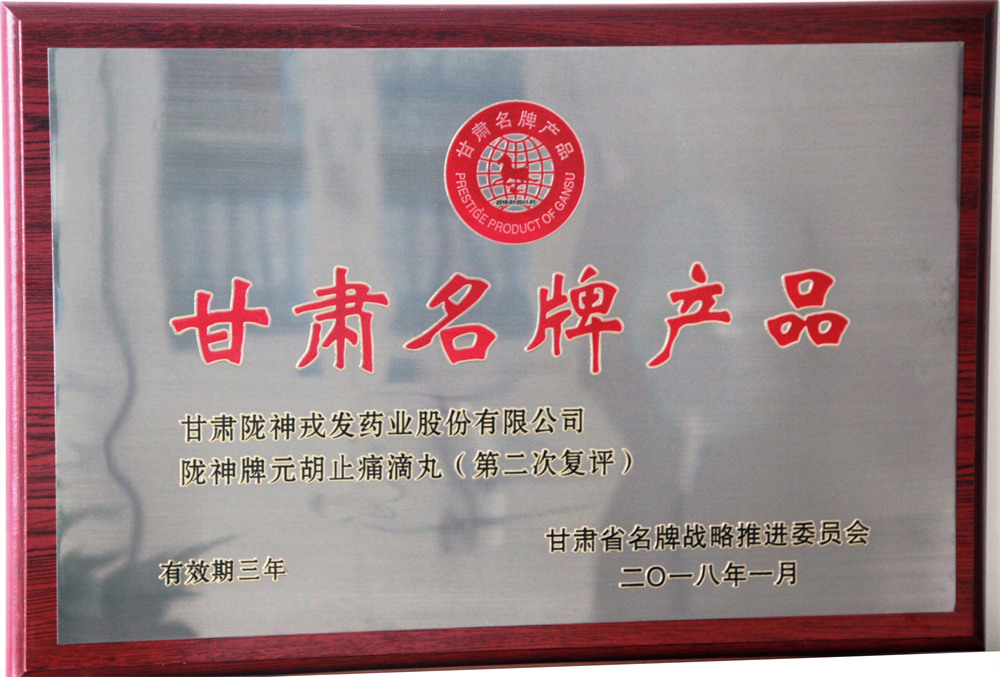 甘肃名牌产品
PRESTIGE PRODUCT OF GANSU
甘肃名牌产品
甘肃陇神戎发药业股份有限公司
陇神牌元胡止痛滴丸（第二次复评）
甘肃省名牌战略推进委员会
有效期三年
二〇一八年一月